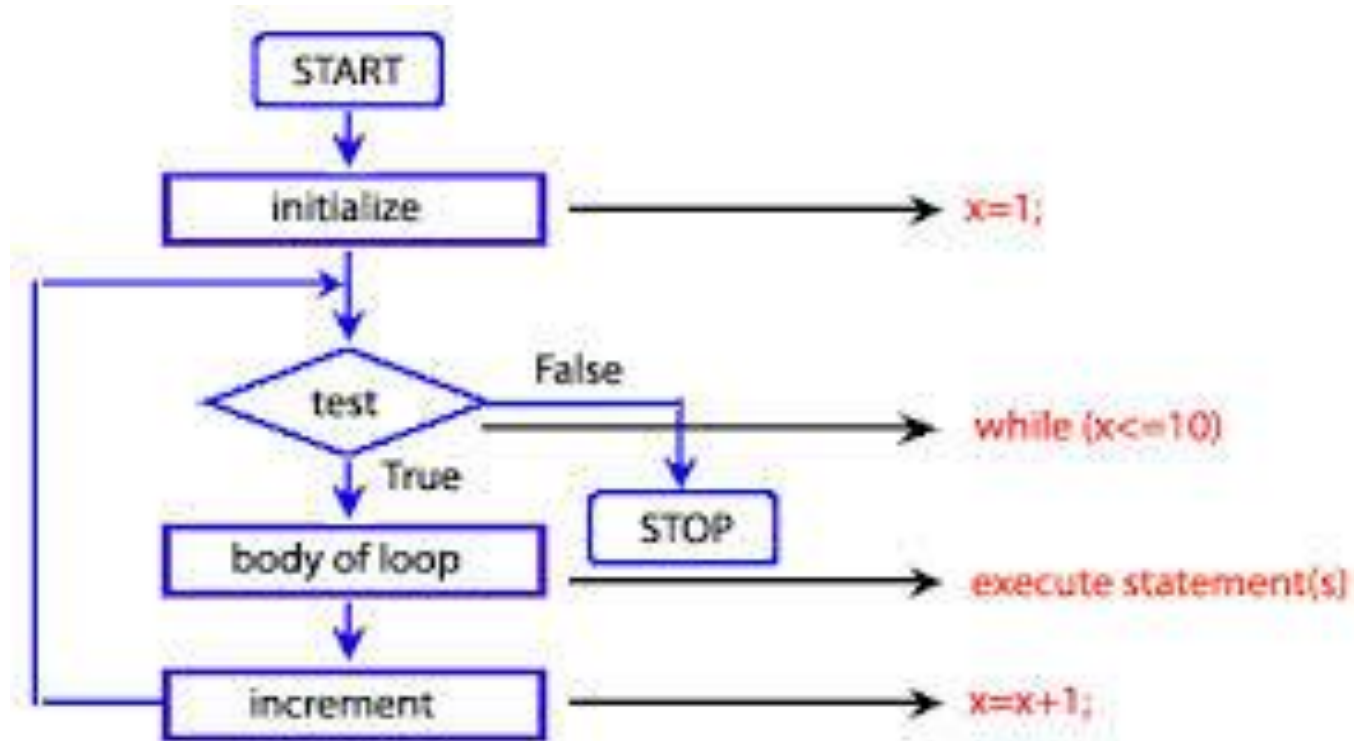 START
initialize
x=1;
test
False
while (x<=10)
True
STOP
body of loop
execute statement(s)
increment
x=x+1;